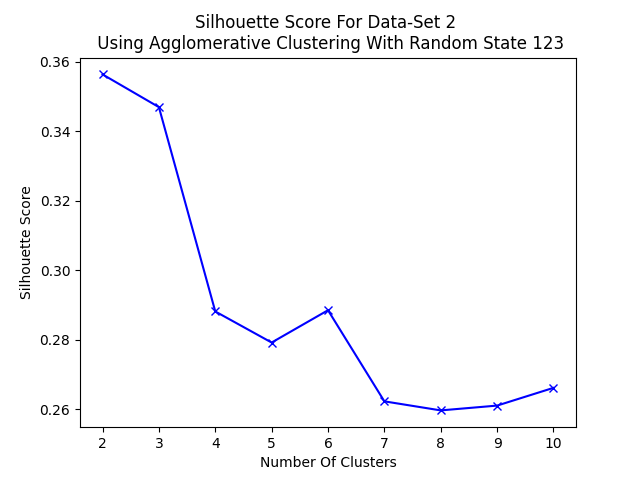 Silhouette Score For Data-Set 2
Using Agglomerative Clustering With Random State 123
0.36
0.34
0.32
0.30
0.28
0.26
Silhouette Score
2 3 4 5 6 7 8 9 10
Number Of Clusters